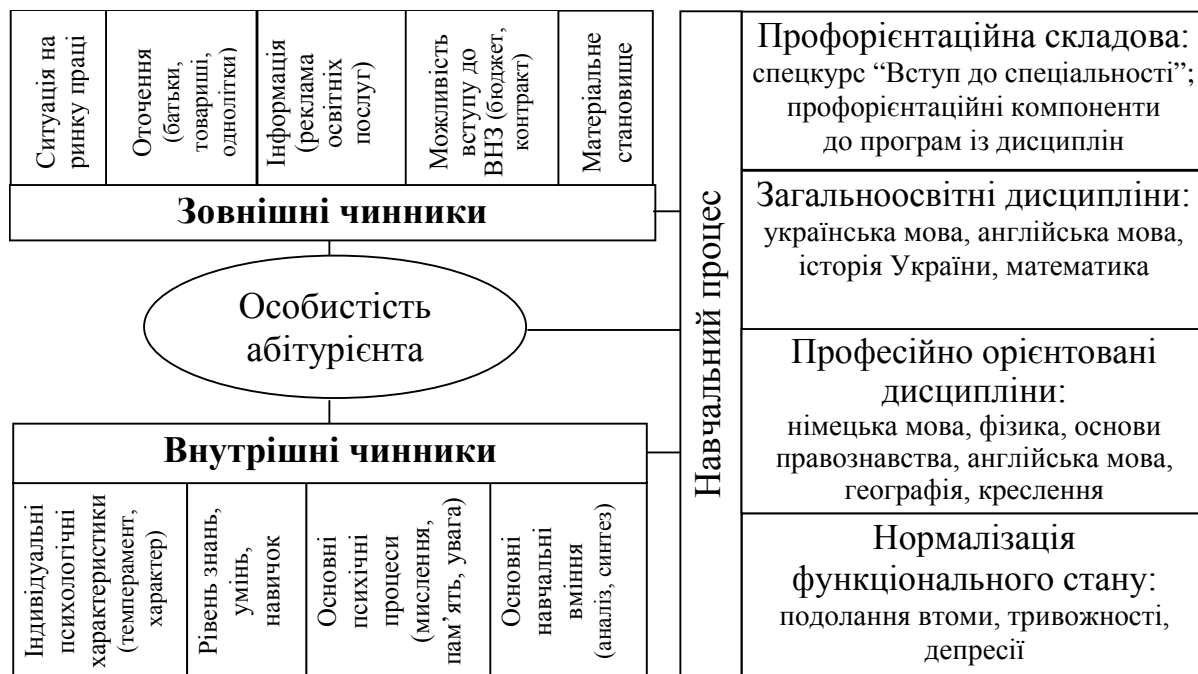 Ситуація на
ринку праці
Оточення
(батьки,
товариші,
однолітки)
Інформація
(реклама
освітніх
послуг)
Можливість
вступу до
ВНЗ (бюджет,
контракт)
Матеріальне
становище
Зовнішні чинники
Особистість
абітурієнта
Внутрішні чинники
Індивідуальні
психологічні
характеристики
(темперамент,
характер)
Рівень знань,
умінь,
навичок
Основні
психічні
процеси
(мислення,
пам’ять, увага)
Основні
навчальні
вміння
(аналіз, синтез)
Навчальний процес
Профорієнтаційна складова:
спецкурс “Вступ до спеціальності”;
профорієнтаційні компоненти
до програм із дисциплін
Загальноосвітні дисципліни:
українська мова, англійська мова,
історія України, математика
Професійно орієнтовані
дисципліни:
німецька мова, фізика, основи
правознавства, англійська мова,
географія, креслення
Нормалізація
функціонального стану:
подолання втоми, тривожності,
депресії